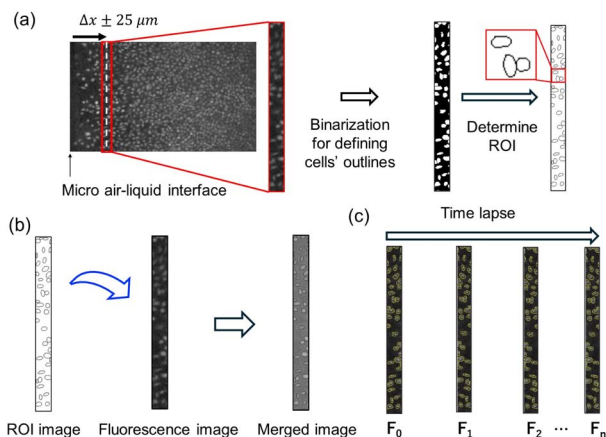 (a)
Δx ± 25 μm
Micro air-liquid interface
Binarization
for defining
cells' outlines
Determine
ROI
(b)
ROI image
Fluorescence image
Merged image
(c)
Time lapse
F0
F1
F2
...
Fn